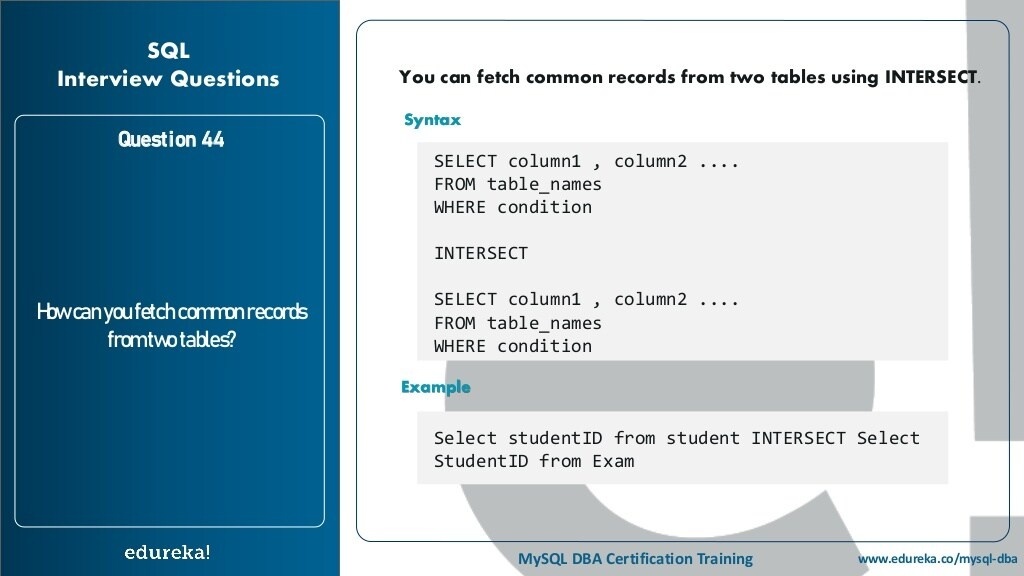 SQL
Interview Questions
Question 44
How can you fetch common records
from two tables?
edureka!
You can fetch common records from two tables using INTERSECT.
Syntax
SELECT column1 , column2 ....
FROM table_names
WHERE condition
INTERSECT
SELECT column1 , column2 ....
FROM table_names
WHERE condition
Example
Select studentID from student INTERSECT Select
StudentID from Exam
MySQL DBA Certification Training
www.edureka.co/mysql-dba